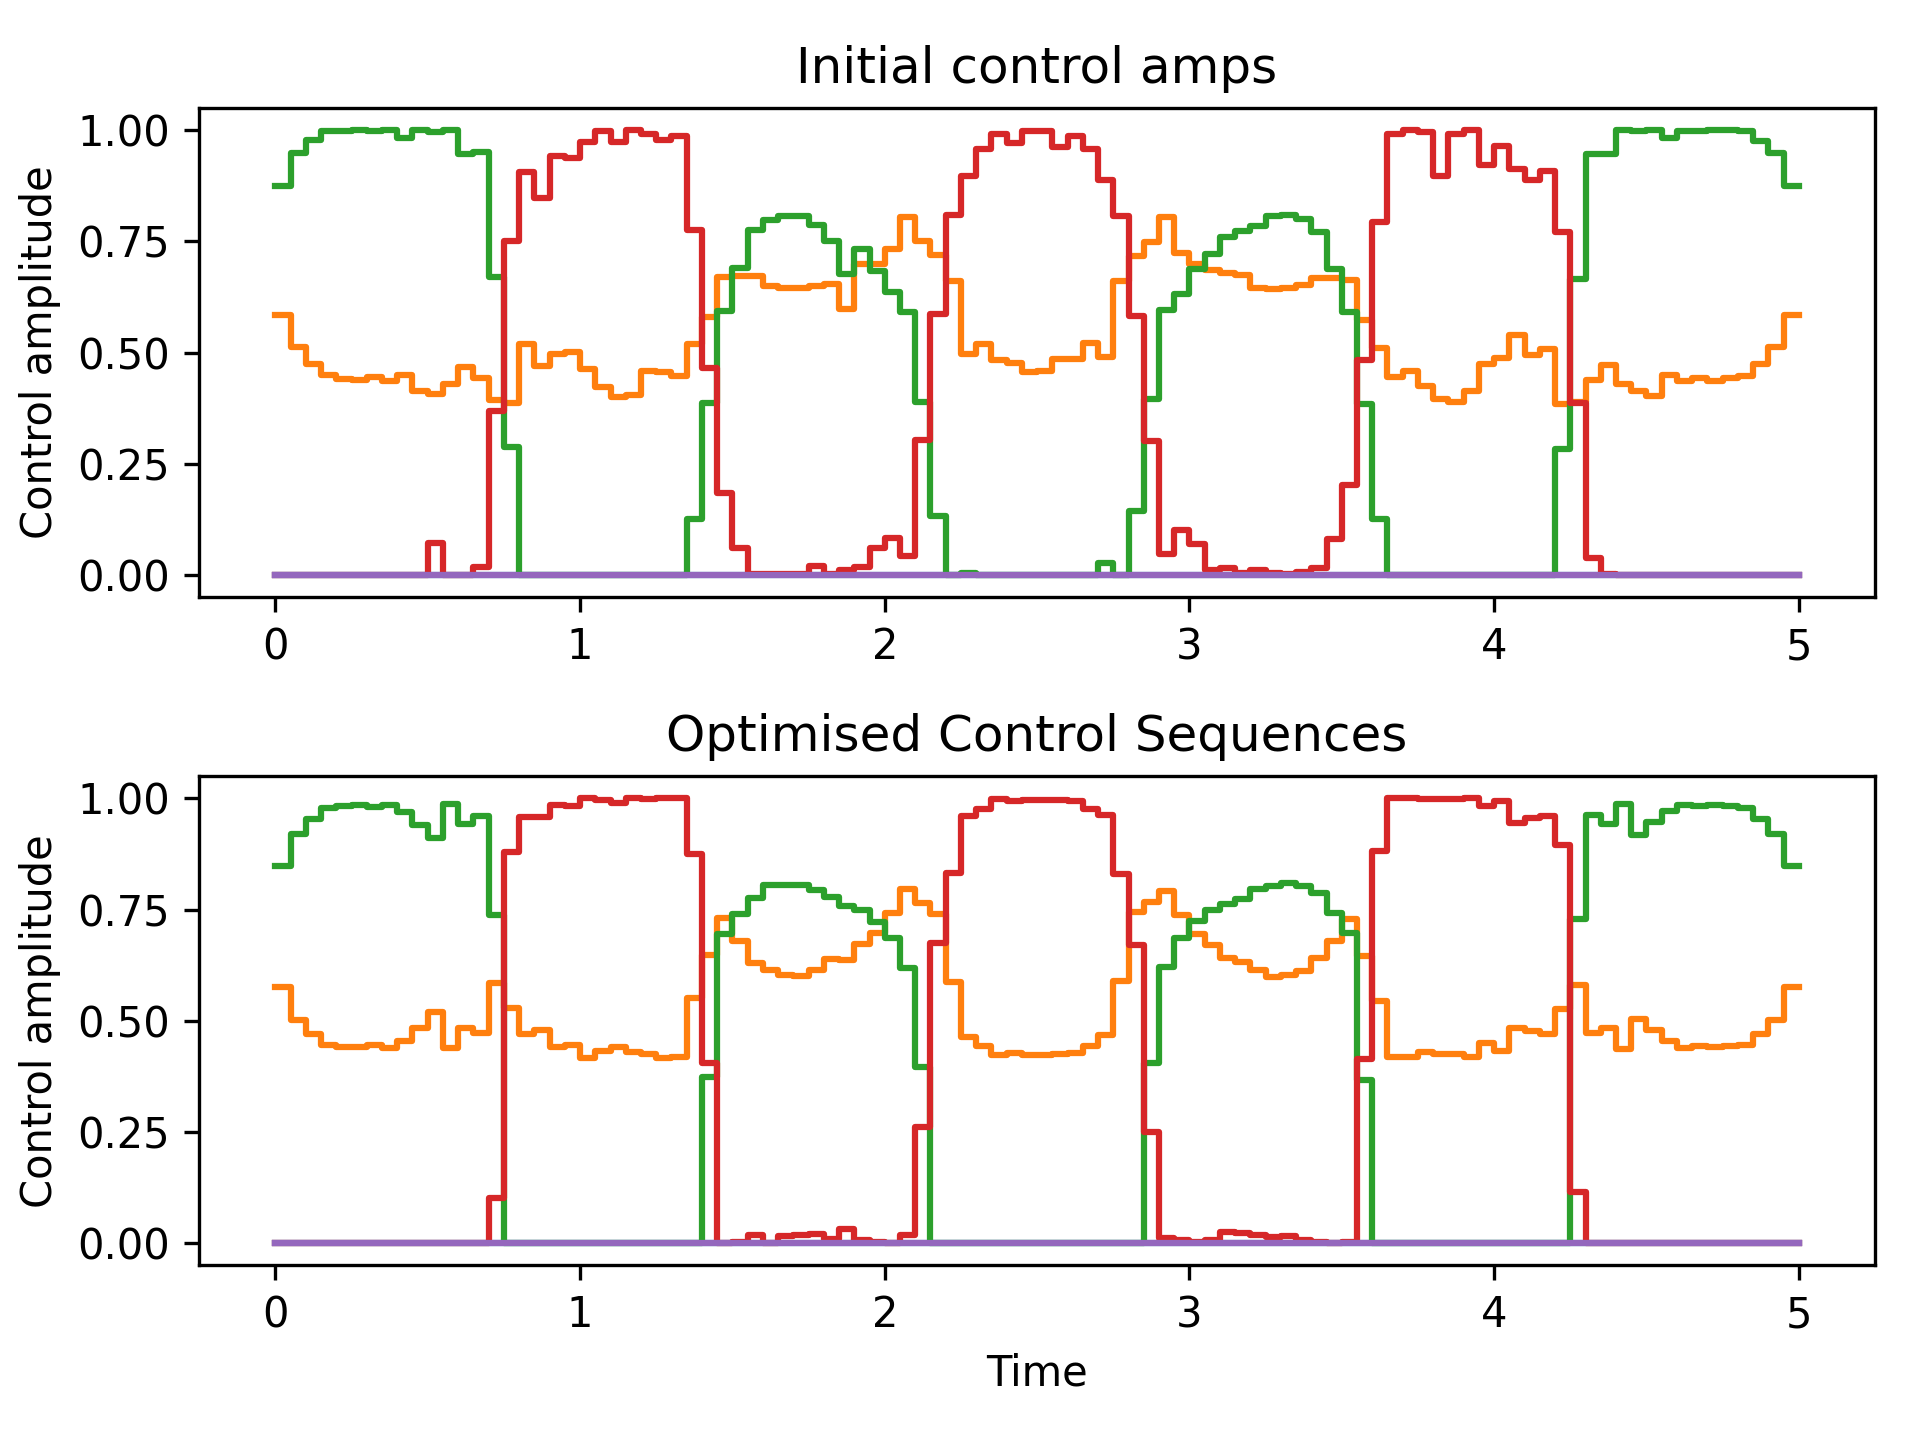 Initial control amps
Control amplitude
1.00
0.75
0.50
0.25
0.00
0 1 2 3 4 5
Optimised Control Sequences
Control amplitude
1.00
0.75
0.50
0.25
0.00
0 1 2 3 4 5
Time